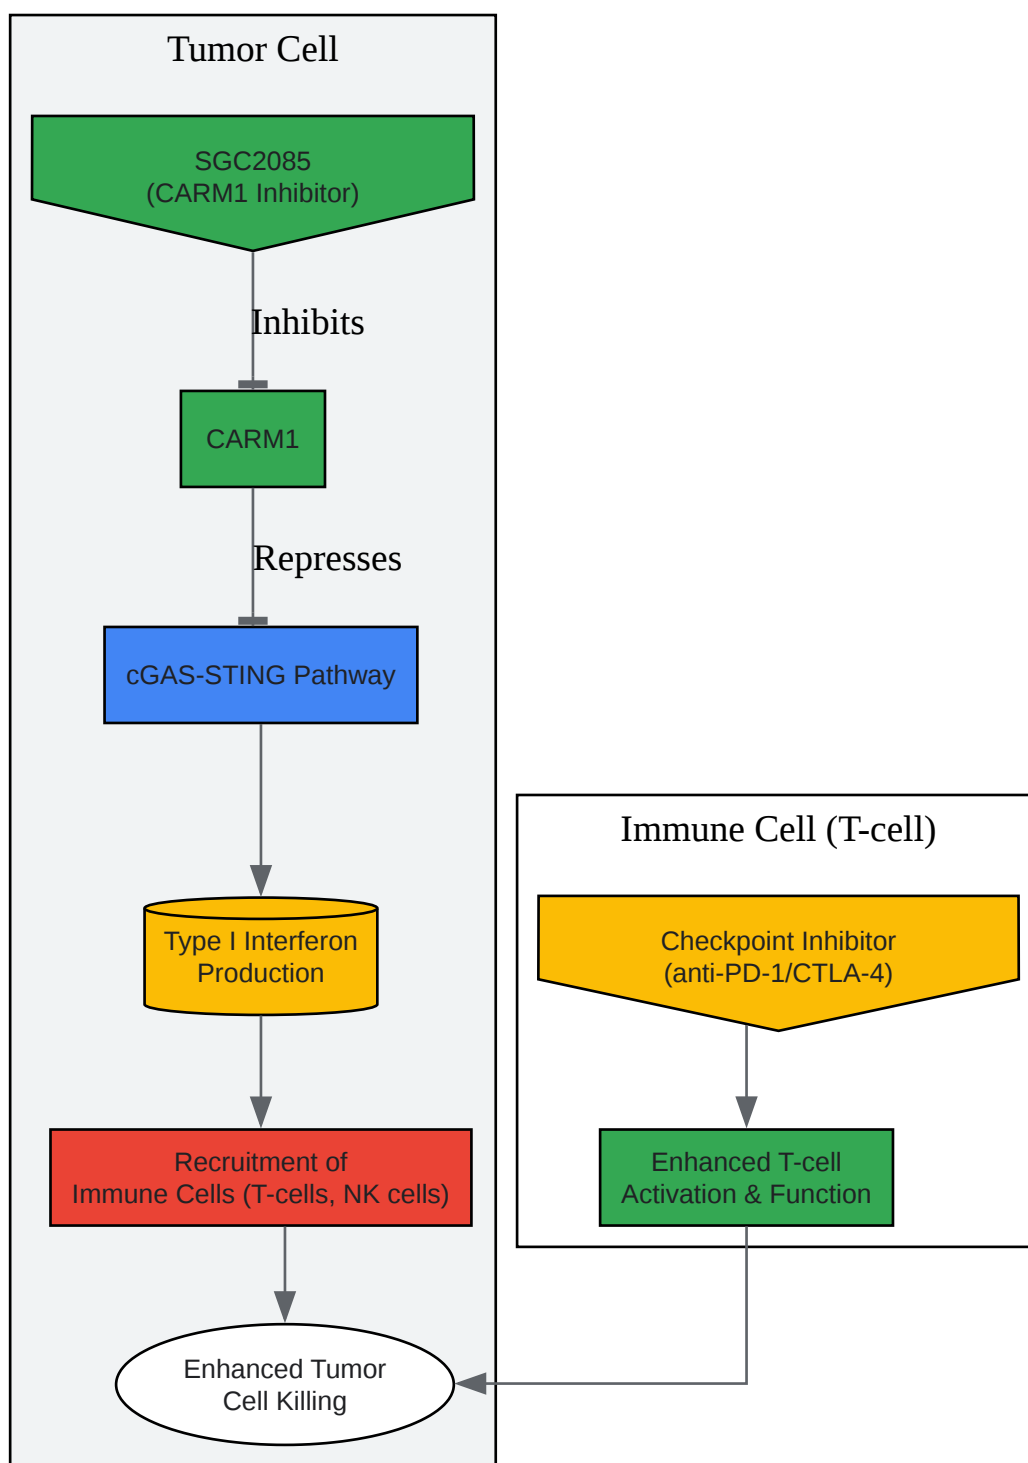 Tumor Cell
SGC2085
(CARM1 Inhibitor)
Inhibits
CARM1
Represses
cGAS-STING Pathway
Type I Interferon
Production
Recruitment of
Immune Cells (T-cells, NK cells)
Enhanced Tumor
Cell Killing
Immune Cell (T-cell)
Checkpoint Inhibitor
(anti-PD-1/CTLA-4)
Enhanced T-cell
Activation & Function